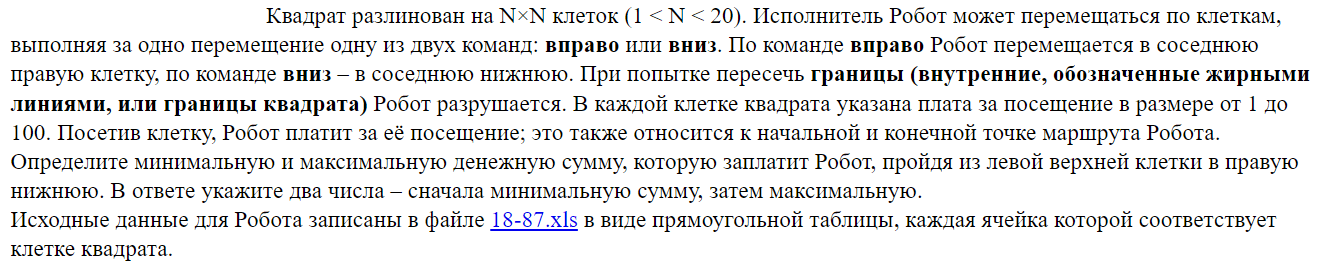 Квадрат разлинован на N×N клеток (1 < N < 20). Исполнитель Робот может перемещаться по клеткам,
выполняя за одно перемещение одну из двух команд: вправо или вниз. По команде вправо Робот перемещается в соседнюю
правую клетку, по команде вниз – в соседнюю нижнюю. При попытке пересечь границы (внутренние, обозначенные жирными
линиями, или границы квадрата) Робот разрушается. В каждой клетке квадрата указана плата за посещение в размере от 1 до
100. Посетив клетку, Робот платит за её посещение; это также относится к начальной и конечной точке маршрута Робота.
Определите минимальную и максимальную денежную сумму, которую заплатит Робот, пройдя из левой верхней клетки в правую
нижнюю. В ответе укажите два числа – сначала минимальную сумму, затем максимальную.
Исходные данные для Робота записаны в файле 18-87.xls в виде прямоугольной таблицы, каждая ячейка которой соответствует
клетке квадрата.